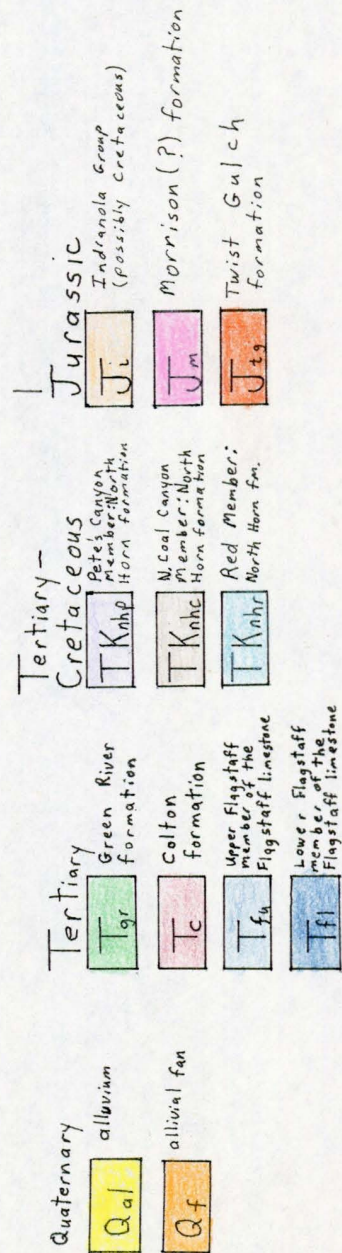 Quaternary
Qal
alluvium
Qf
allivial fan
Tertiary
Tgr
Green River
formation
Tc
Colton
formation
Tfu
Upper Flagstaff
member of the
Flagstaff limestone
Tfl
Lower Flagstaff
member of the
Flagstaff limestone
Tertiary-
Cretaceous
TKnhp
Pete's Canyon
Member: North
Horn formation
TKnhc
N. Coal Canyon
Member: North
Horn formation
TKnhr
Red Member:
North Horn fm.
Jurassic
Ji
Indianola Group
(possibly Cretaceous)
Jm
Morrison (?) formation
Jtg
Twist Gulch
formation